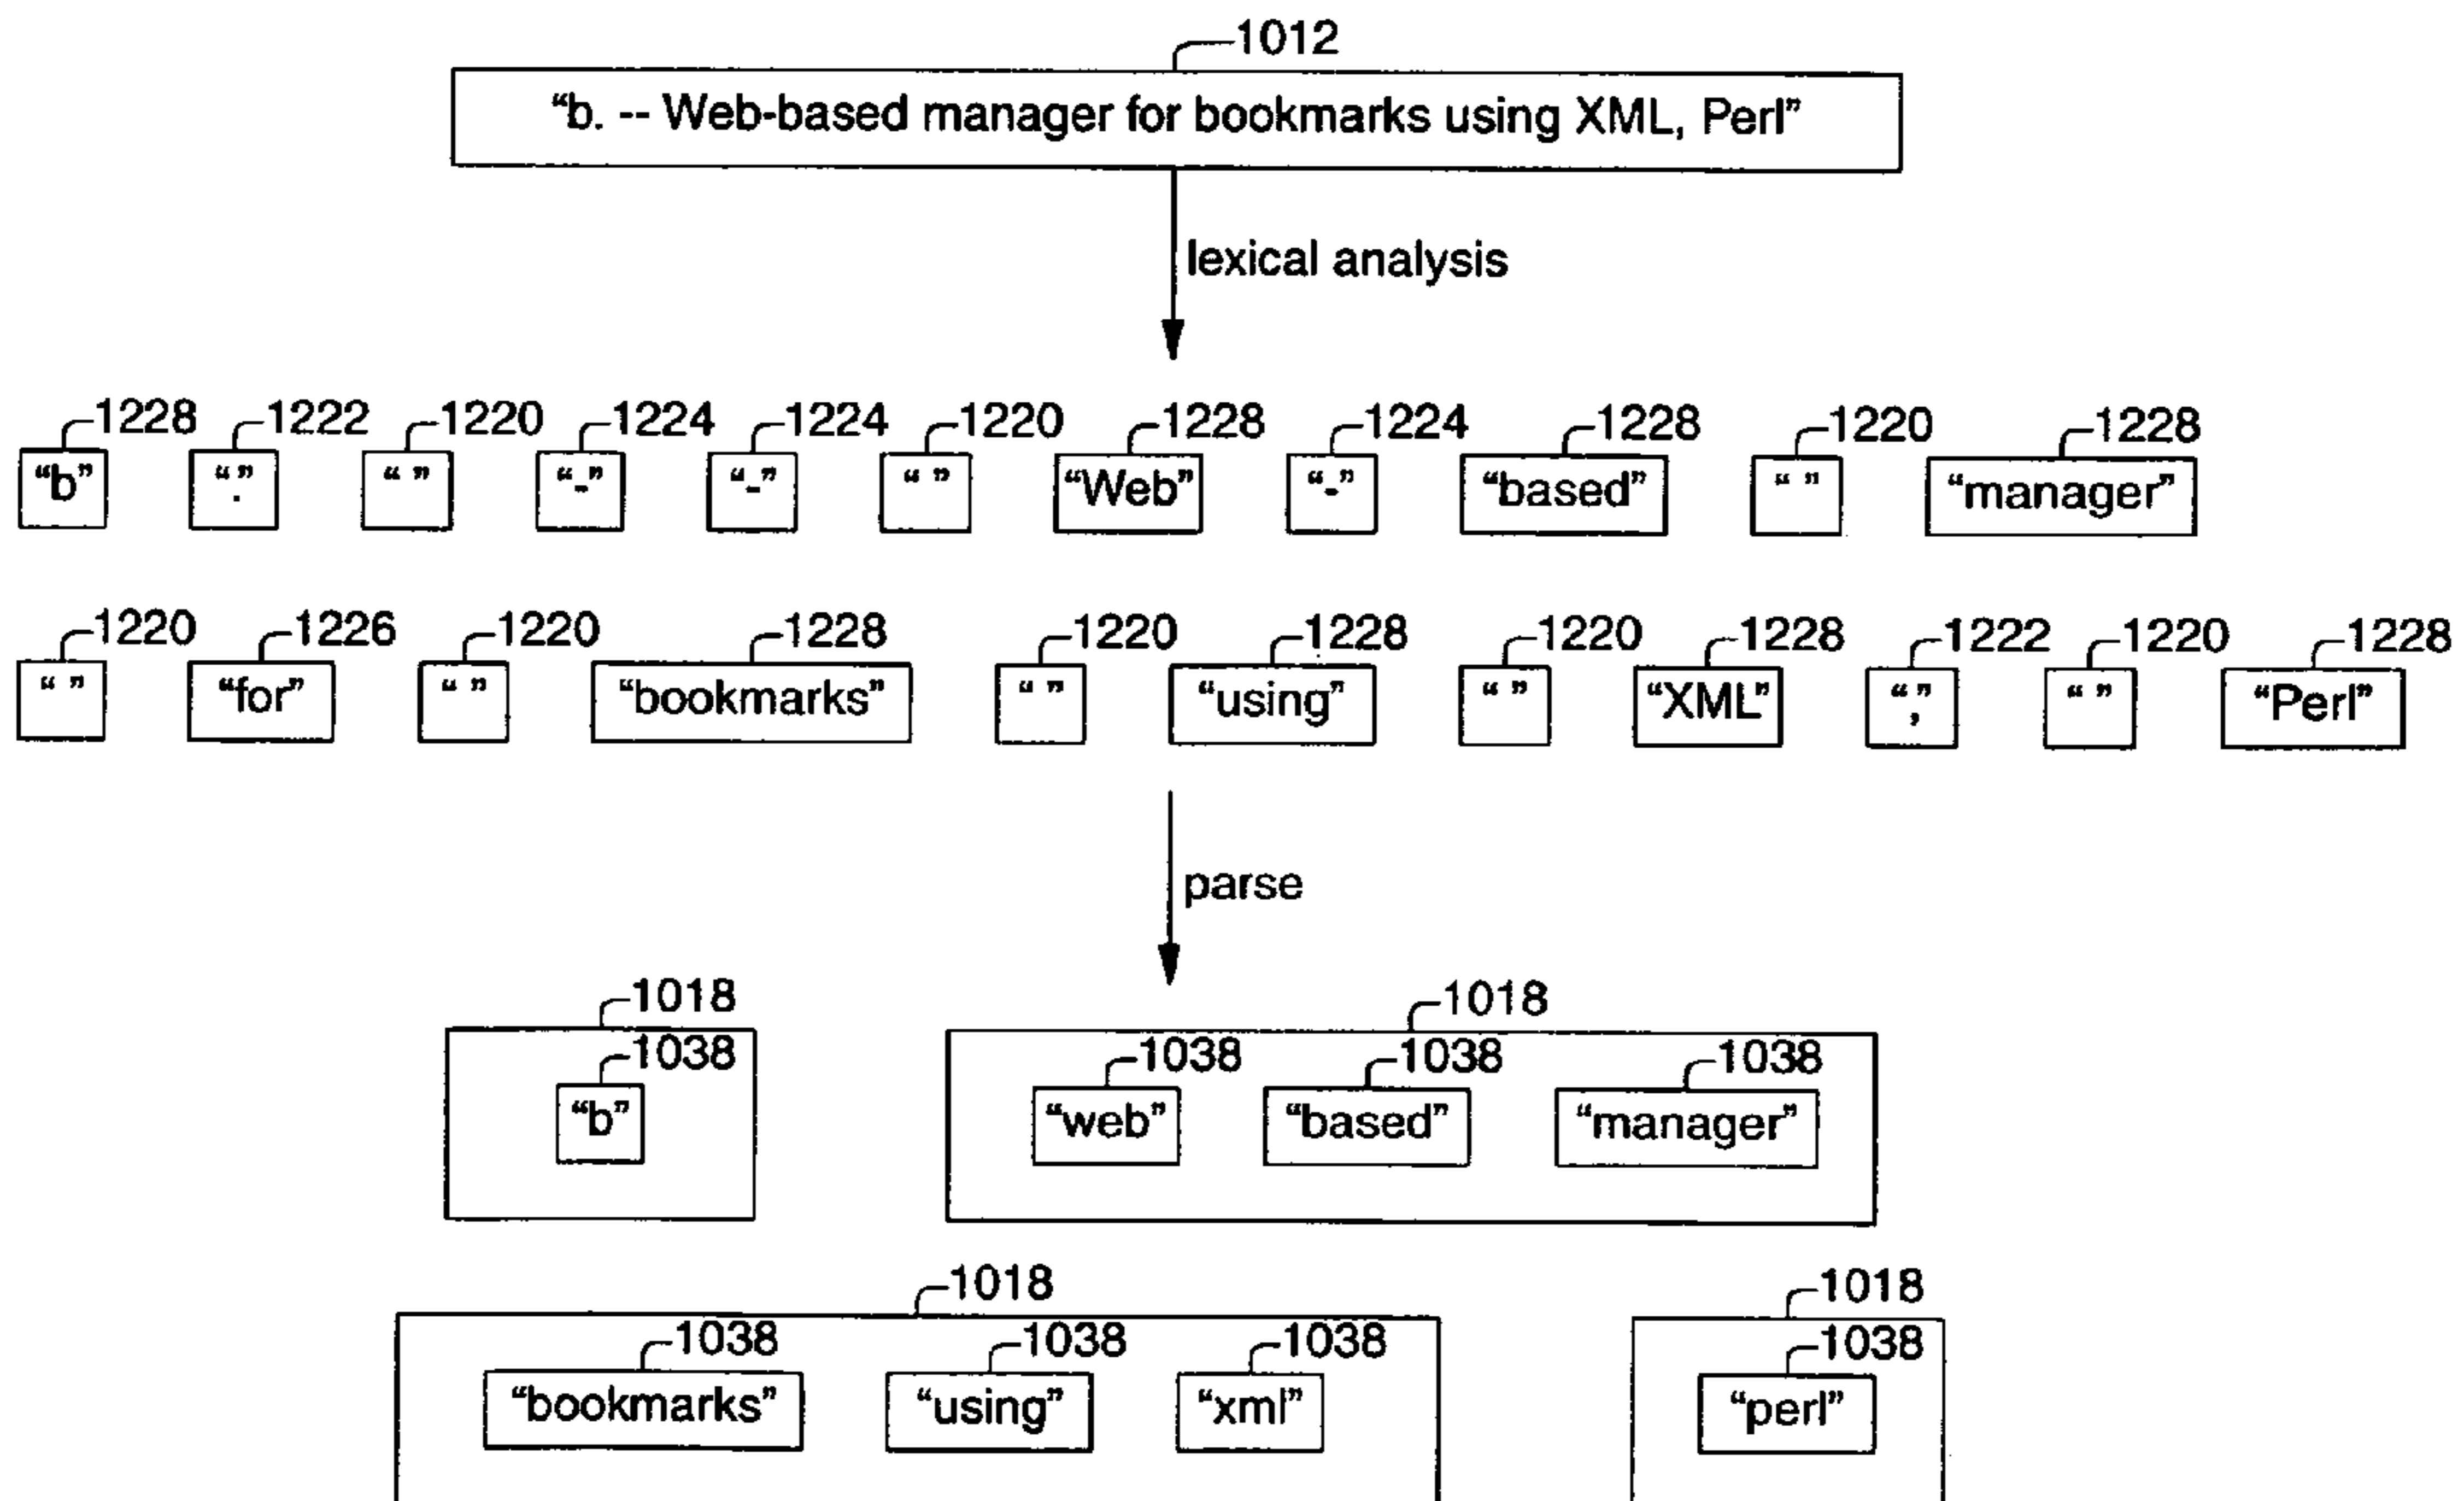 1012
“b. -- Web-based manager for bookmarks using XML, Perl”
lexical analysis
1228 1222 1220 1224 1224 1220 1228 1224 1228 1220 1228
“b” “.” “ ” “-” “-” “ ” “Web” “-” “based” “ ” “manager”
1220 1226 1220 1228 1220 1228 1220 1228 1222 1220 1228
“ ” “for” “ ” “bookmarks” “ ” “using” “ ” “XML” “,” “ ” “Perl”
parse
1018 1018
1038 1038 1038 1038
“b” “web” “based” “manager”
1018 1018
1038 1038 1038 1038
“bookmarks” “using” “xml” “perl”